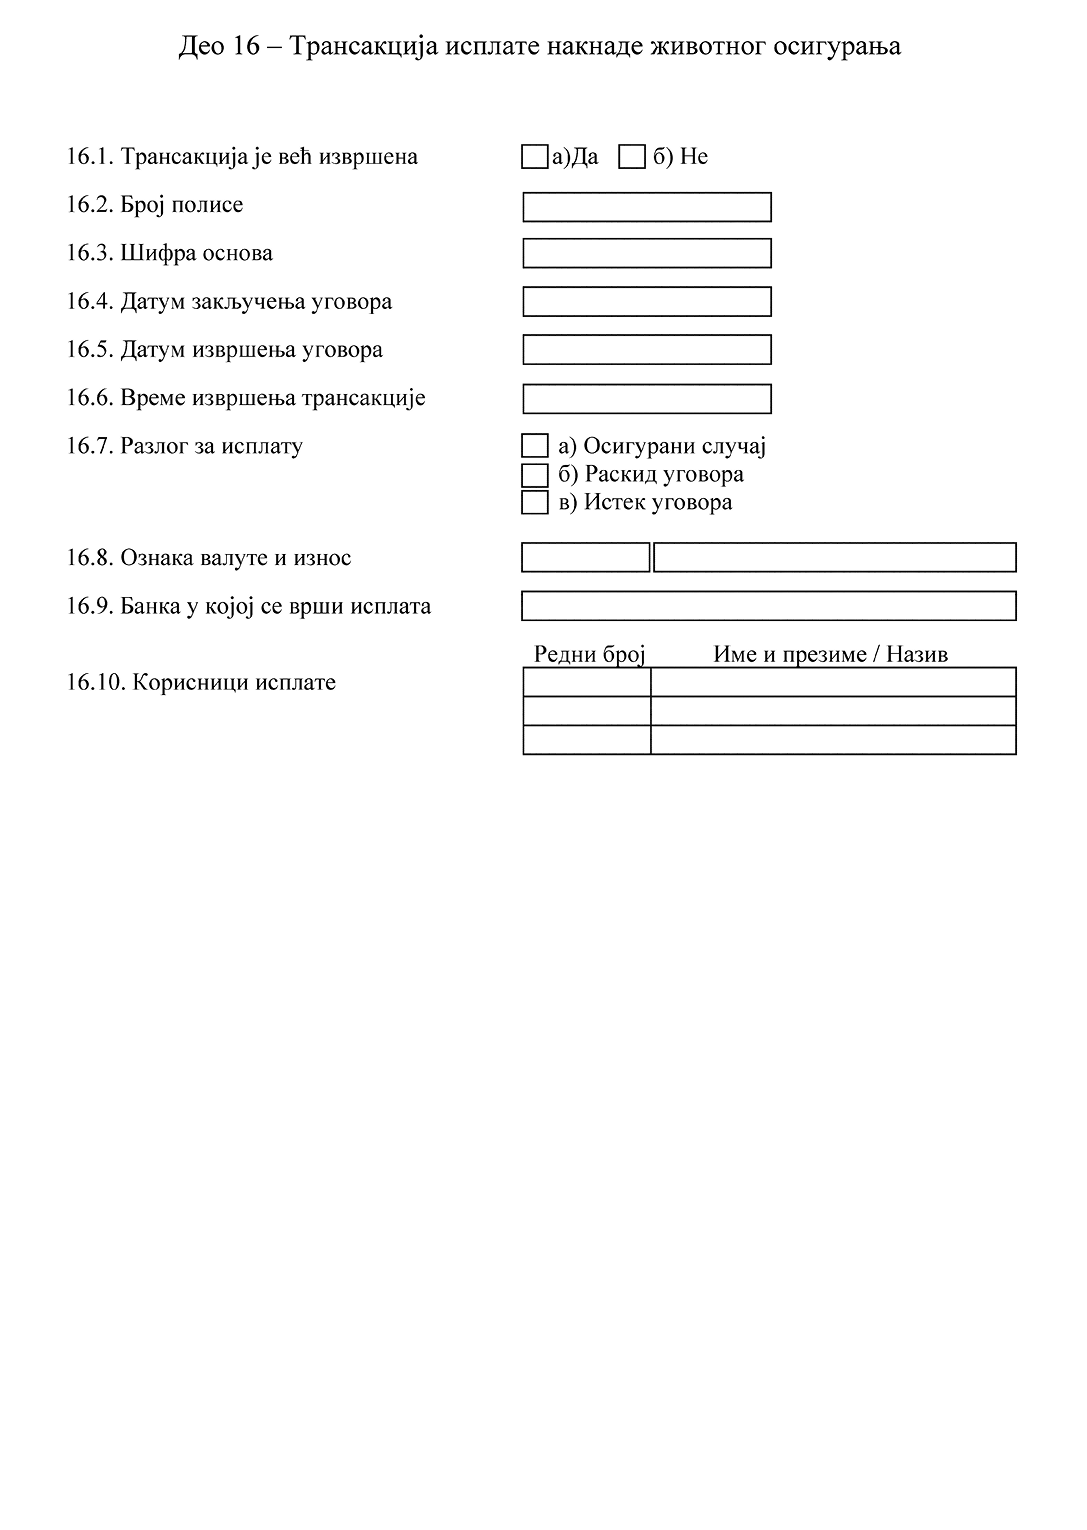 Део 16 – Трансакција исплате накнаде животног осигурања
16.1. Трансакција је већ извршена а)Да б) Не
16.2. Број полисе
16.3. Шифра основа
16.4. Датум закључења уговора
16.5. Датум извршења уговора
16.6. Време извршења трансакције
16.7. Разлог за исплату а) Осигурани случај
б) Раскид уговора
в) Истек уговора
16.8. Ознака валуте и износ
16.9. Банка у којој се врши исплата
Редни број Име и презиме / Назив
16.10. Корисници исплате